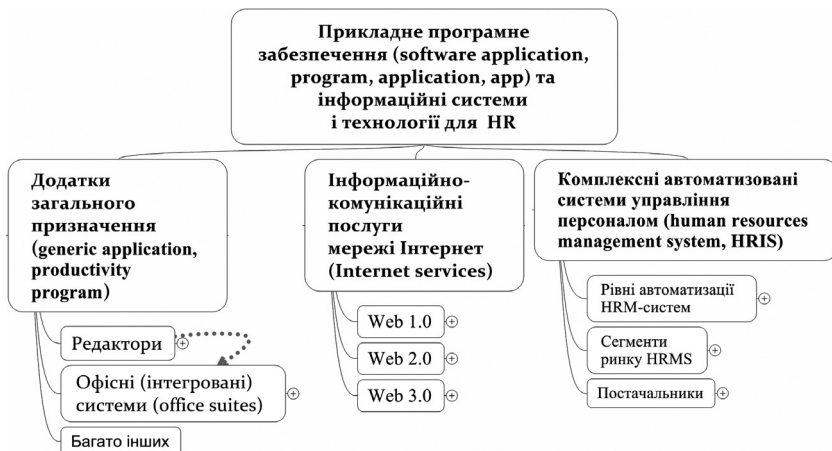 Прикладне програмне
забезпечення (software application,
program, application, app) та
інформаційні системи
і технології для HR
Додатки
загального
призначення
(generic application,
productivity
program)
Редактори
Офісні (інтегровані)
системи (office suites)
Багато інших
Інформаційно-
комунікаційні
послуги
мережі Інтернет
(Internet services)
Web 1.0
Web 2.0
Web 3.0
Комплексні автоматизовані
системи управління
персоналом (human resources
management system, HRIS)
Рівні автоматизації
HRM-систем
Сегменти
ринку HRMS
Постачальники